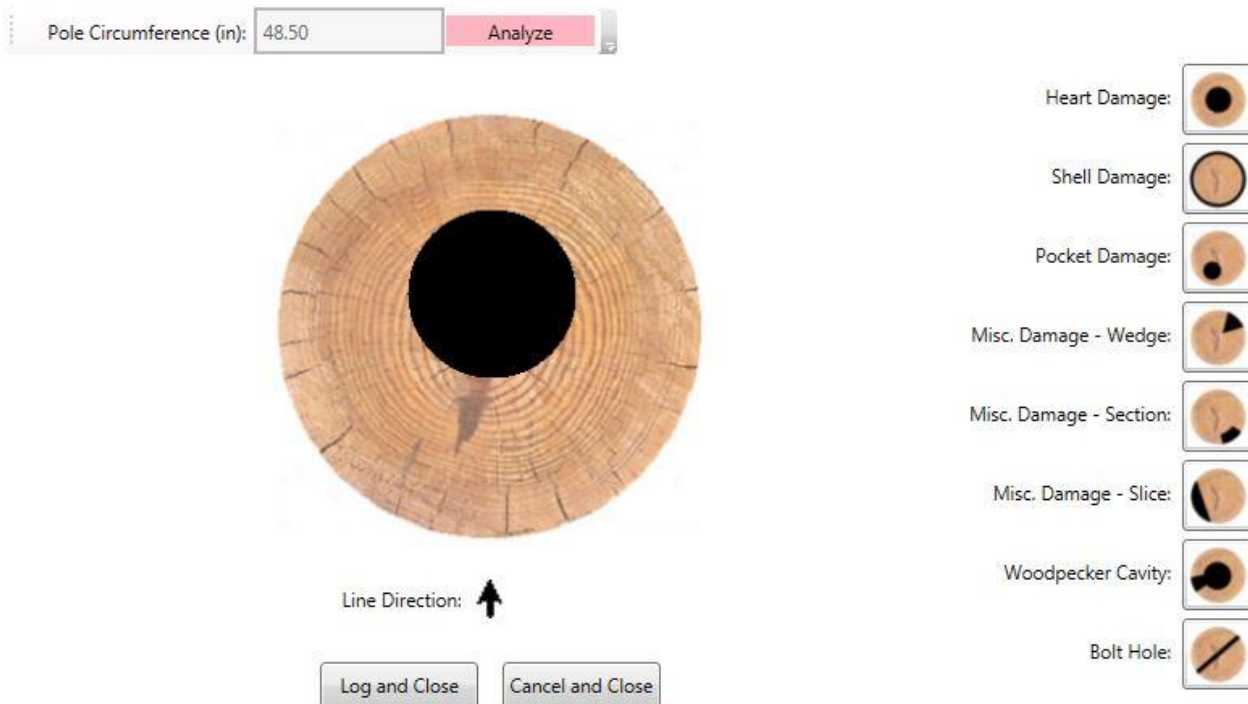 Pole Circumference (in): 48.50 Analyze
Heart Damage:
Shell Damage:
Pocket Damage:
Misc. Damage - Wedge:
Misc. Damage - Section:
Misc. Damage - Slice:
Woodpecker Cavity:
Bolt Hole:
Line Direction:
Log and Close Cancel and Close